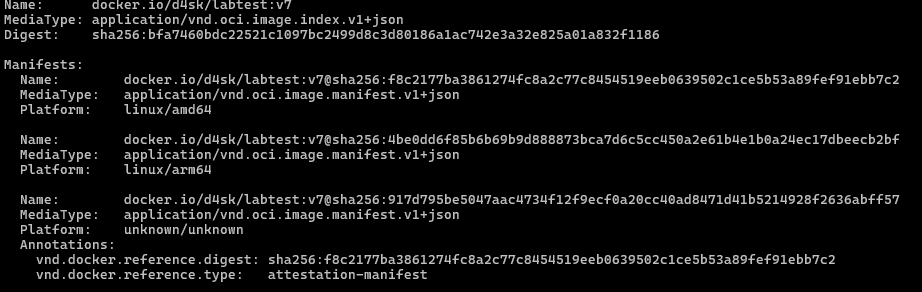 Name:      docker.io/d4sk/labtest:v7
MediaType: application/vnd.oci.image.index.v1+json
Digest:    sha256:bfa7460bdc22521c1097bc2499d8c3d80186a1ac742e3a32e825a01a832f1186
Manifests:
  Name:        docker.io/d4sk/labtest:v7@sha256:f8c2177ba3861274fc8a2c77c8454519eeb0639502c1ce5b53a89fef91ebb7c2
  MediaType:   application/vnd.oci.image.manifest.v1+json
  Platform:    linux/amd64
  Name:        docker.io/d4sk/labtest:v7@sha256:4be0dd6f85b6b69b9d888873bca7d6c5cc450a2e61b4e1b0a24ec17dbeecb2bf
  MediaType:   application/vnd.oci.image.manifest.v1+json
  Platform:    linux/arm64
  Name:        docker.io/d4sk/labtest:v7@sha256:917d795be5047aac4734f12f9ecf0a20cc40ad8471d41b5214928f2636abff57
  MediaType:   application/vnd.oci.image.manifest.v1+json
  Platform:    unknown/unknown
  Annotations:
    vnd.docker.reference.digest: sha256:f8c2177ba3861274fc8a2c77c8454519eeb0639502c1ce5b53a89fef91ebb7c2
    vnd.docker.reference.type:   attestation-manifest